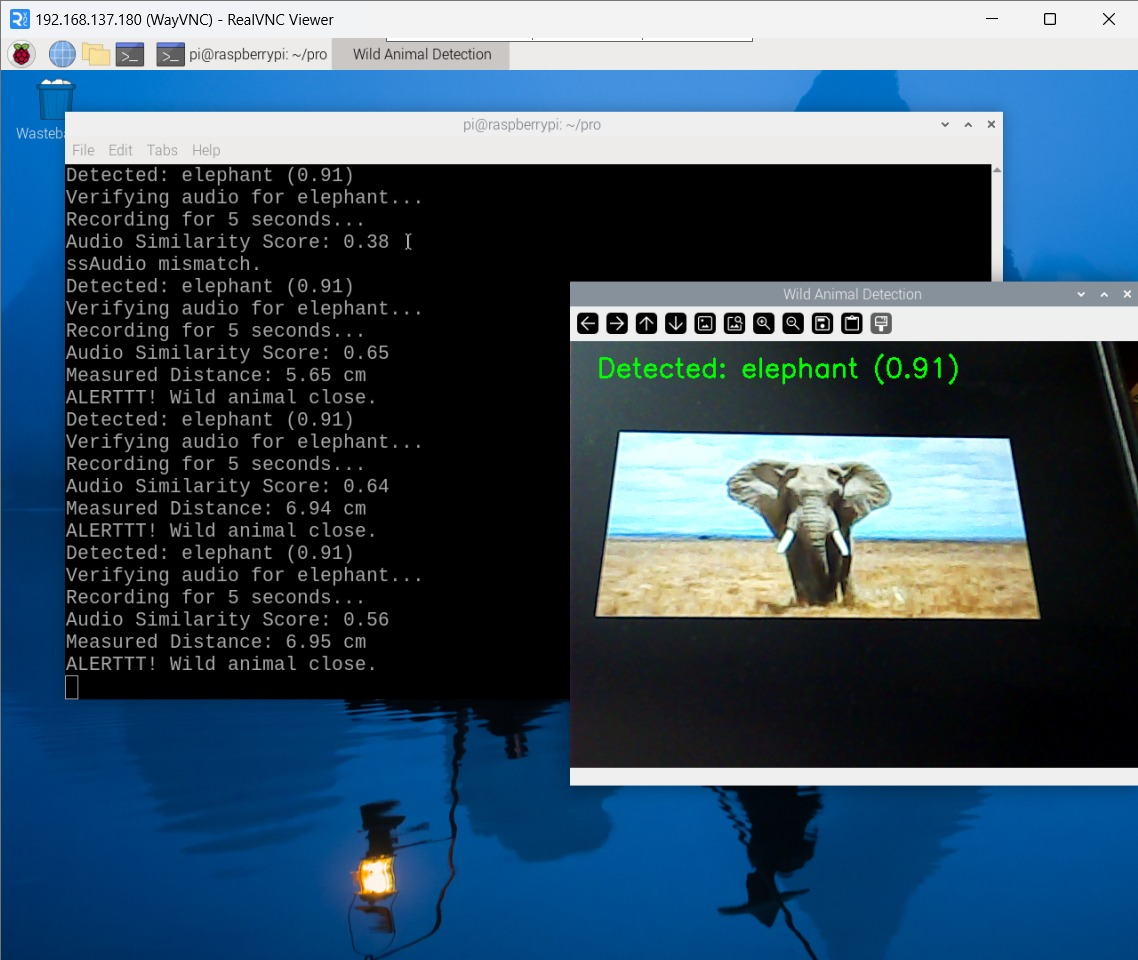 192.168.137.180 (WayVNC) - RealVNC Viewer
pi@raspberrypi: ~/pro
Wild Animal Detection
pi@raspberrypi: ~/pro
File Edit Tabs Help
Detected: elephant (0.91)
Verifying audio for elephant...
Recording for 5 seconds...
Audio Similarity Score: 0.38
ssAudio mismatch.
Detected: elephant (0.91)
Verifying audio for elephant...
Recording for 5 seconds...
Audio Similarity Score: 0.65
Measured Distance: 5.65 cm
ALERTTT! Wild animal close.
Detected: elephant (0.91)
Verifying audio for elephant...
Recording for 5 seconds...
Audio Similarity Score: 0.64
Measured Distance: 6.94 cm
ALERTTT! Wild animal close.
Detected: elephant (0.91)
Verifying audio for elephant...
Recording for 5 seconds...
Audio Similarity Score: 0.56
Measured Distance: 6.95 cm
ALERTTT! Wild animal close.
Wild Animal Detection
Detected: elephant (0.91)